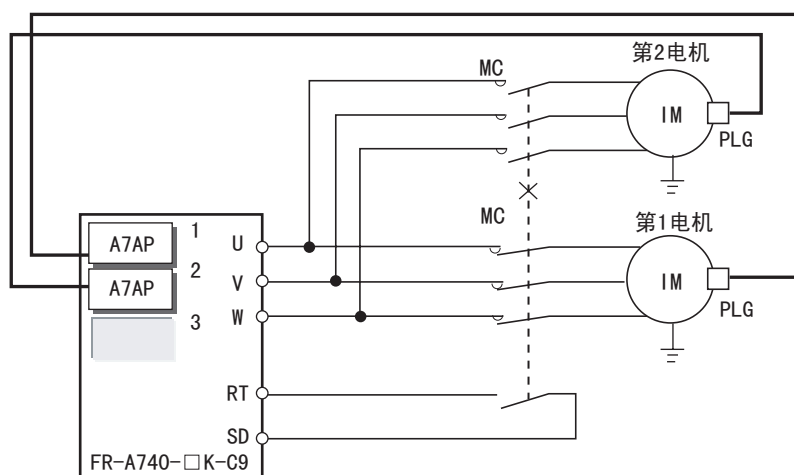 第2电机
MC
IM
PLG
A7AP
1
U
MC
第1电机
A7AP
2
V
IM
3
W
PLG
RT
SD
FR-A740-□K-C9